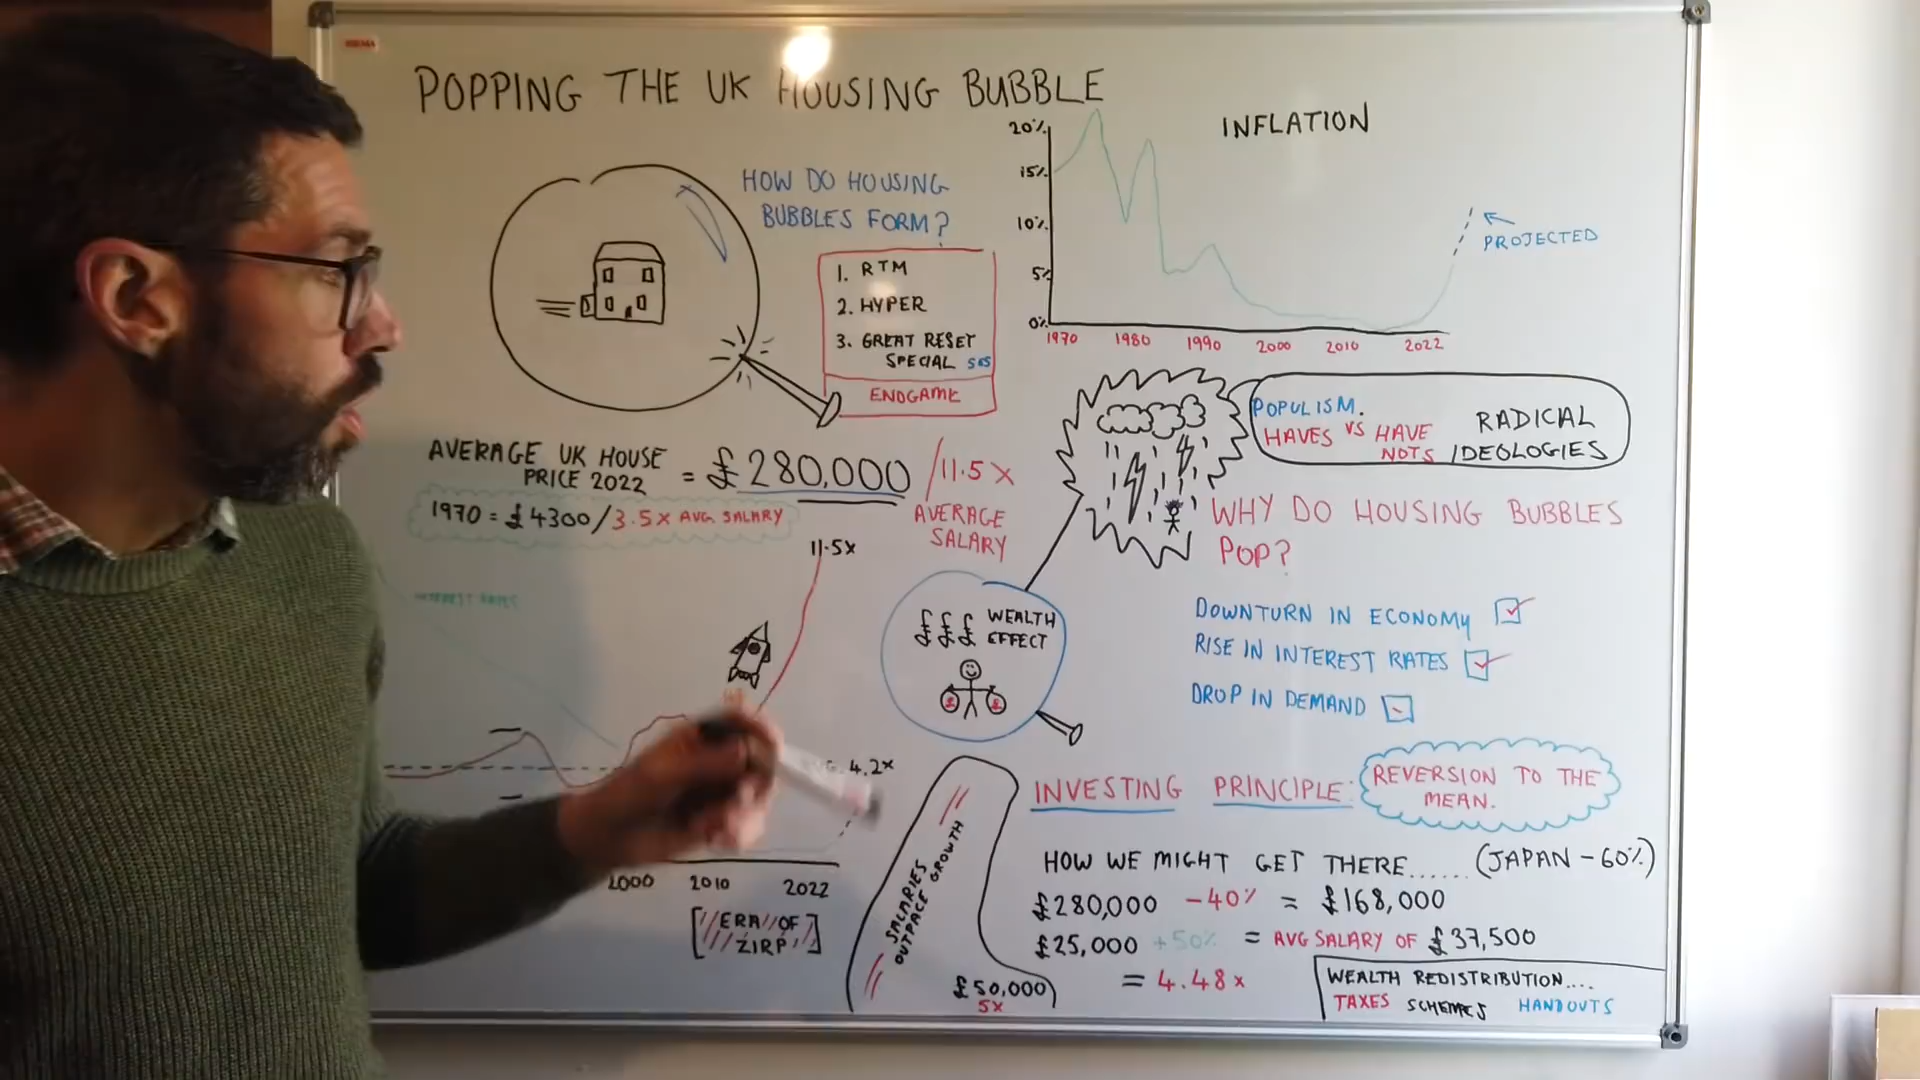 POPPING THE UK HOUSING BUBBLE
HOW DO HOUSING
BUBBLES FORM?
1. RTM
2. HYPER
3. GREAT RESET
SPECIAL
ENDGAME
INFLATION
20%
15%
10%
5%
0%
1970 1980 1990 2000 2010 2022
PROJECTED
AVERAGE UK HOUSE
PRICE 2022 = £280,000 / 11.5 X
AVERAGE
SALARY
1970 = £4300/3.5X AVG. SALARY
11.5X
INTEREST RATES
4.2X
2000 2010 2022
[ERA OF
ZIRP]
POPULISM.
HAVES VS HAVE
NOTS
RADICAL
IDEOLOGIES
WHY DO HOUSING BUBBLES
POP?
£££ WEALTH
EFFECT
££
DOWNTURN IN ECONOMY
RISE IN INTEREST RATES
DROP IN DEMAND
INVESTING PRINCIPLE:
REVERSION TO THE
MEAN.
SALARIES
OUTPACE GROWTH
£50,000
5X
HOW WE MIGHT GET THERE...... (JAPAN -60%)
£280,000 -40% = £168,000
£25,000 +50% = AVG SALARY OF £37,500
= 4.48X
WEALTH REDISTRIBUTION....
TAXES SCHEMES HANDOUTS